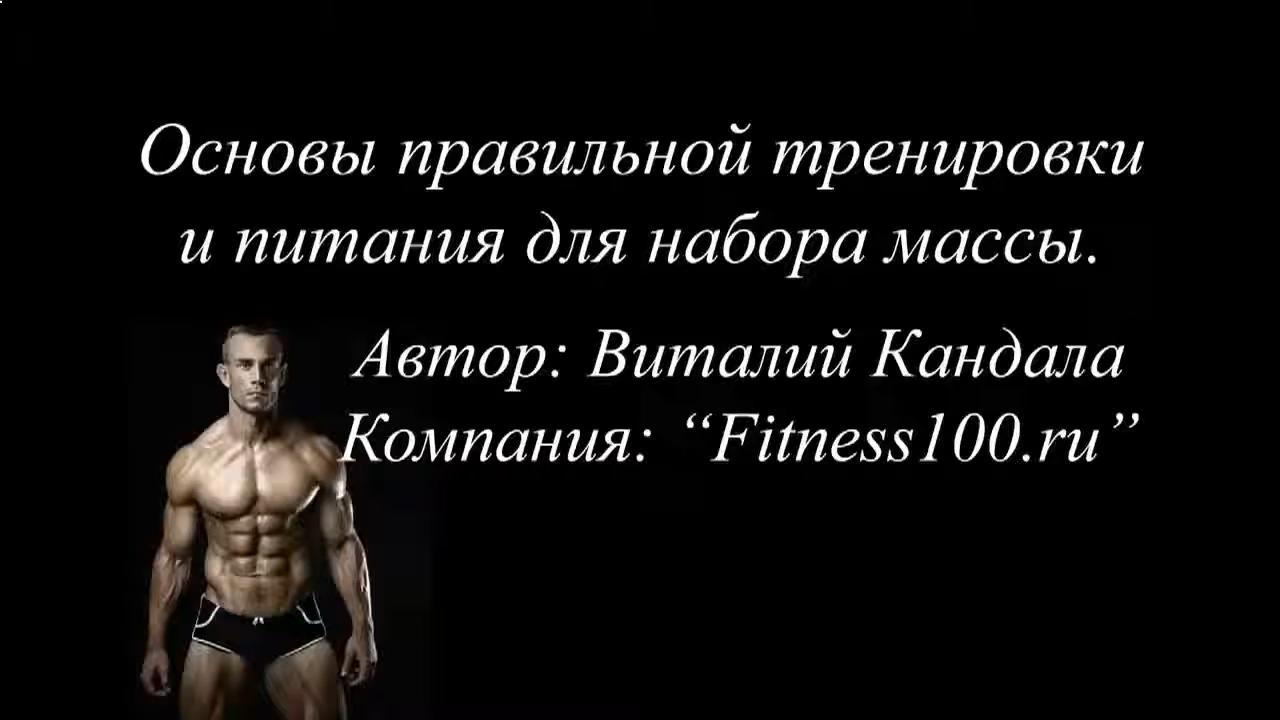 Основы правильной тренировки
и питания для набора массы.
Автор: Виталий Кандала
Компания: “Fitness100.ru”